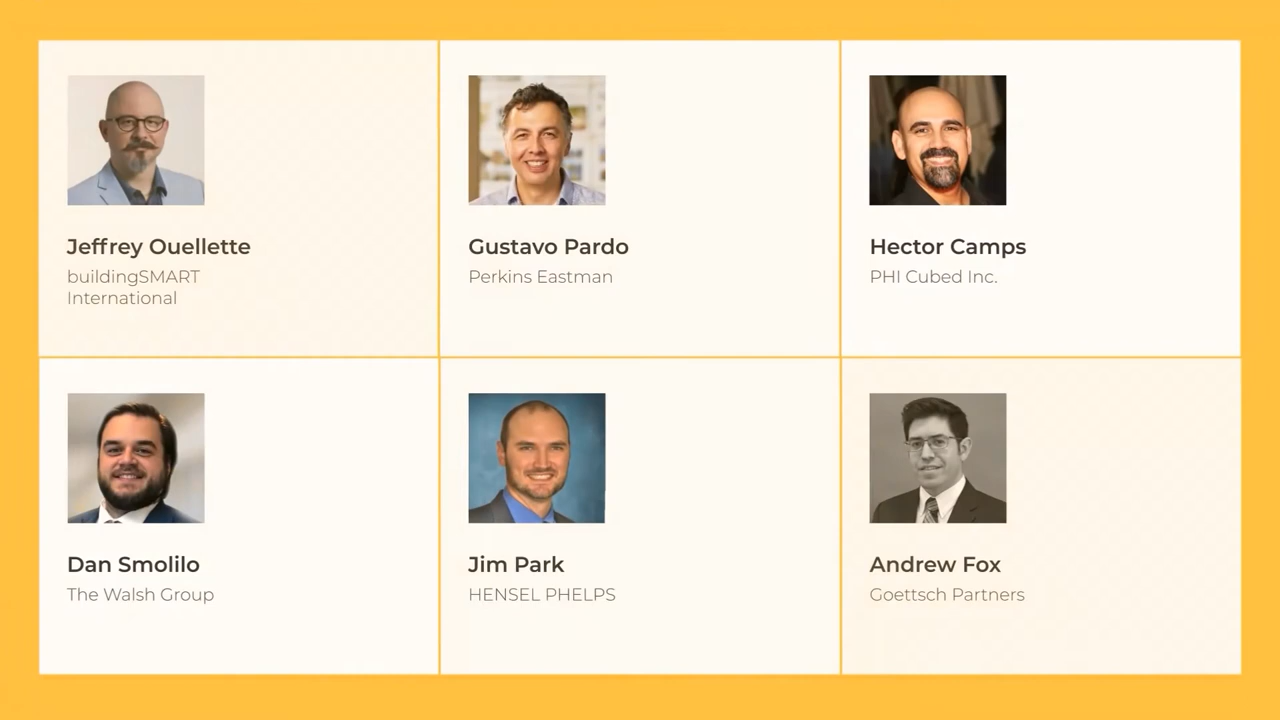 Jeffrey Ouellette
buildingSMART
International
Gustavo Pardo
Perkins Eastman
Hector Camps
PHI Cubed Inc.
Dan Smolilo
The Walsh Group
Jim Park
HENSEL PHELPS
Andrew Fox
Goettsch Partners